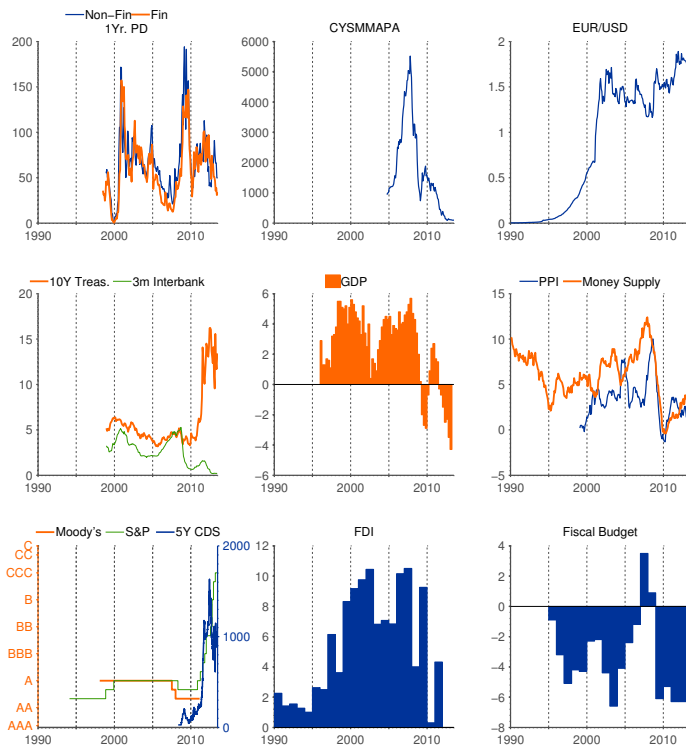 Non−Fin Fin
1Yr. PD
CYSMMAPA
EUR/USD
200
150
100
50
0
1990 2000 2010
6000
5000
4000
3000
2000
1000
0
1990 2000 2010
2
1.5
1
0.5
0
1990 2000 2010
10Y Treas. 3m Interbank
GDP
PPI Money Supply
20
15
10
5
0
1990 2000 2010
6
4
2
0
−2
−4
−6
1990 2000 2010
15
10
5
0
−5
1990 2000 2010
Moody's S&P 5Y CDS
FDI
Fiscal Budget
C
CC
CCC
B
BB
BBB
A
AA
AAA
2000
1000
0
1990 2000 2010
12
10
8
6
4
2
0
1990 2000 2010
6
4
2
0
−2
−4
−6
−8
1990 2000 2010